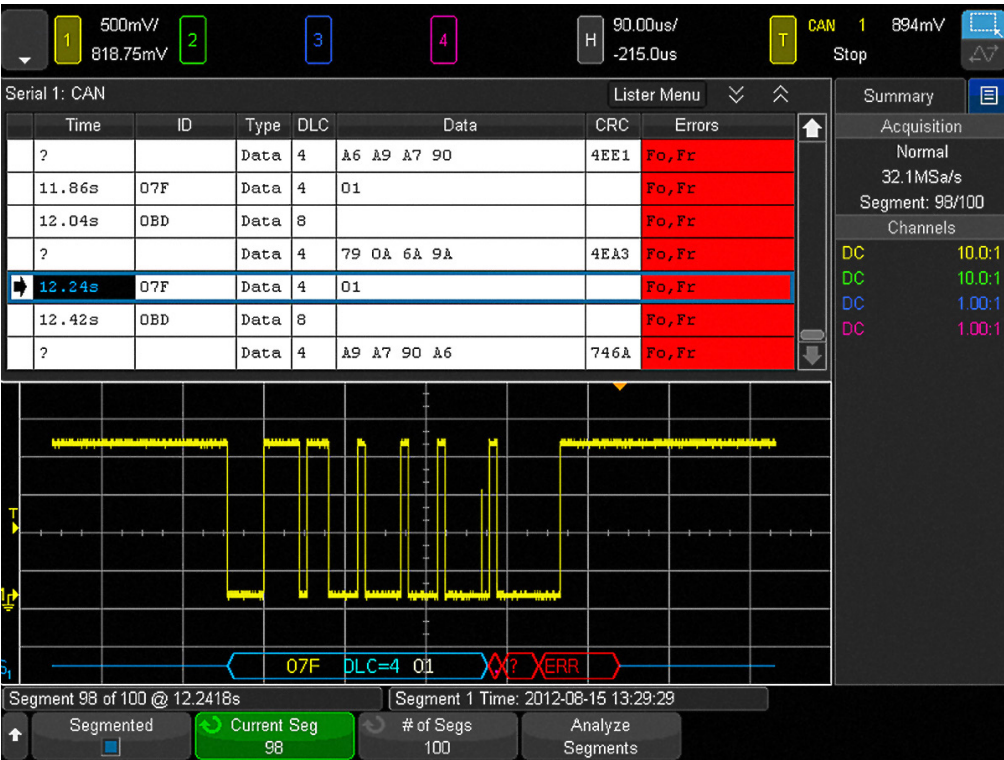 1 500mV/ 818.75mV 2 3 4 H 90.00us/ -215.0us T CAN 1 894mV Stop
Serial 1: CAN Lister Menu
Time ID Type DLC Data CRC Errors
? Data 4 A6 A9 A7 90 4EE1 Fo,Fr
11.86s 07F Data 4 01 Fo,Fr
12.04s 0BD Data 8 Fo,Fr
? Data 4 79 0A 6A 9A 4EA3 Fo,Fr
12.24s 07F Data 4 01 Fo,Fr
12.42s 0BD Data 8 Fo,Fr
? Data 4 A9 A7 90 A6 746A Fo,Fr
Summary
Acquisition
Normal
32.1MSa/s
Segment: 98/100
Channels
DC 10.0:1
DC 10.0:1
DC 1.00:1
DC 1.00:1
T
1
S1 07F DLC=4 01 ? ERR
Segment 98 of 100 @ 12.2418s
Segment 1 Time: 2012-08-15 13:29:29
Segmented
Current Seg
98
# of Segs
100
Analyze
Segments